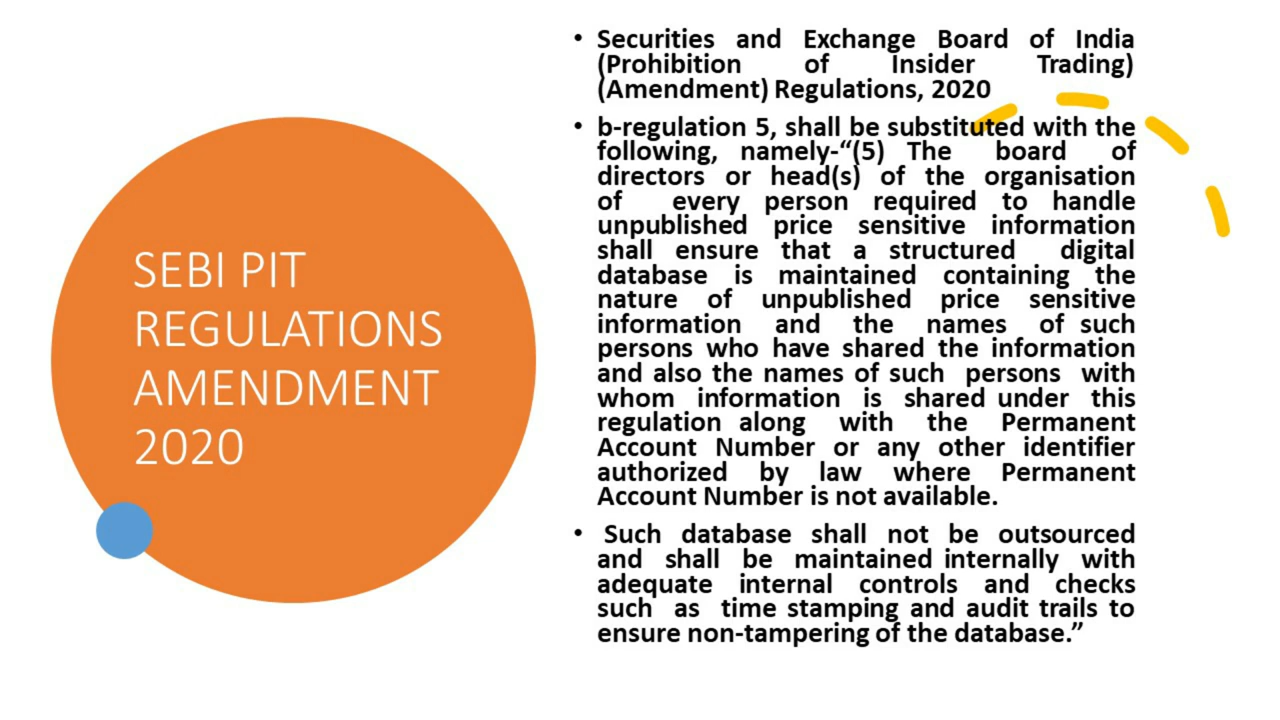 SEBI PIT
REGULATIONS
AMENDMENT
2020
• Securities and Exchange Board of India
(Prohibition of Insider Trading)
(Amendment) Regulations, 2020
• b-regulation 5, shall be substituted with the
following, namely-“(5) The board of
directors or head(s) of the organisation
of every person required to handle
unpublished price sensitive information
shall ensure that a structured digital
database is maintained containing the
nature of unpublished price sensitive
information and the names of such
persons who have shared the information
and also the names of such persons with
whom information is shared under this
regulation along with the Permanent
Account Number or any other identifier
authorized by law where Permanent
Account Number is not available.
• Such database shall not be outsourced
and shall be maintained internally with
adequate internal controls and checks
such as time stamping and audit trails to
ensure non-tampering of the database.”